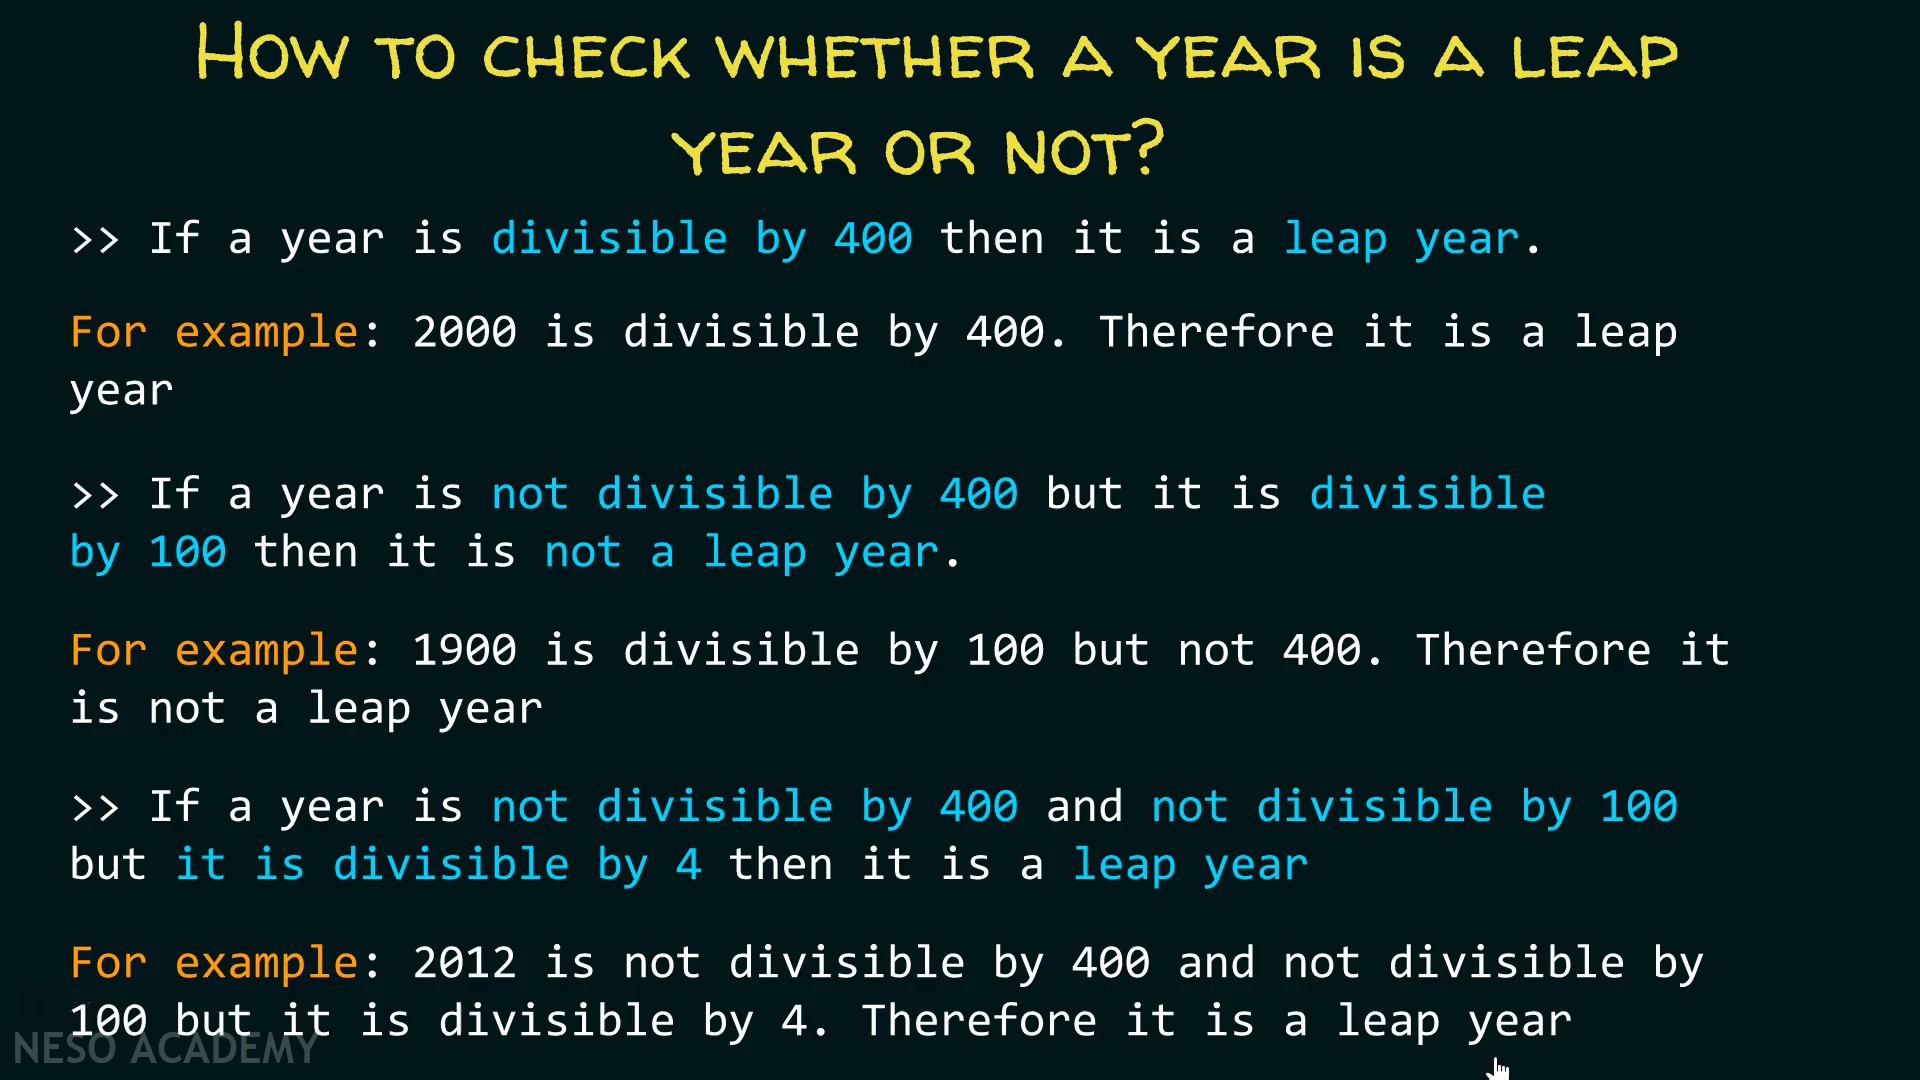 How to check whether a year is a leap
year or not?
>> If a year is divisible by 400 then it is a leap year.
For example: 2000 is divisible by 400. Therefore it is a leap
year
>> If a year is not divisible by 400 but it is divisible
by 100 then it is not a leap year.
For example: 1900 is divisible by 100 but not 400. Therefore it
is not a leap year
>> If a year is not divisible by 400 and not divisible by 100
but it is divisible by 4 then it is a leap year
For example: 2012 is not divisible by 400 and not divisible by
100 but it is divisible by 4. Therefore it is a leap year
NESO ACADEMY